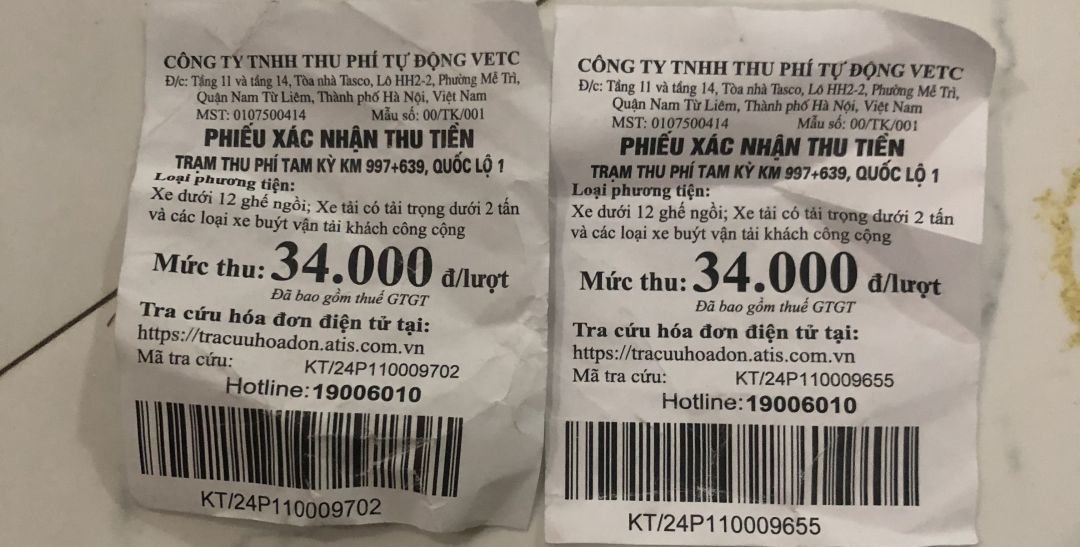 CÔNG TY TNHH THU PHÍ TỰ ĐỘNG VETC
Đ/c: Tầng 11 và tầng 14, Tòa nhà Tasco, Lô HH2-2, Phường Mễ Trì,
Quận Nam Từ Liêm, Thành phố Hà Nội, Việt Nam
MST: 0107500414 Mẫu số: 00/TK/001
PHIẾU XÁC NHẬN THU TIỀN
TRẠM THU PHÍ TAM KỲ KM 997+639, QUỐC LỘ 1
Loại phương tiện:
Xe dưới 12 ghế ngồi; Xe tải có tải trọng dưới 2 tấn
và các loại xe buýt vận tải khách công cộng
Mức thu: 34.000 đ/lượt
Đã bao gồm thuế GTGT
Tra cứu hóa đơn điện tử tại:
https://tracuuhoadon.atis.com.vn
Mã tra cứu: KT/24P110009702
Hotline: 19006010
KT/24P110009702
CÔNG TY TNHH THU PHÍ TỰ ĐỘNG VETC
Đ/c: Tầng 11 và tầng 14, Tòa nhà Tasco, Lô HH2-2, Phường Mễ Trì,
Quận Nam Từ Liêm, Thành phố Hà Nội, Việt Nam
MST: 0107500414 Mẫu số: 00/TK/001
PHIẾU XÁC NHẬN THU TIỀN
TRẠM THU PHÍ TAM KỲ KM 997+639, QUỐC LỘ 1
Loại phương tiện:
Xe dưới 12 ghế ngồi; Xe tải có tải trọng dưới 2 tấn
và các loại xe buýt vận tải khách công cộng
Mức thu: 34.000 đ/lượt
Đã bao gồm thuế GTGT
Tra cứu hóa đơn điện tử tại:
https://tracuuhoadon.atis.com.vn
Mã tra cứu: KT/24P110009655
Hotline: 19006010
KT/24P110009655